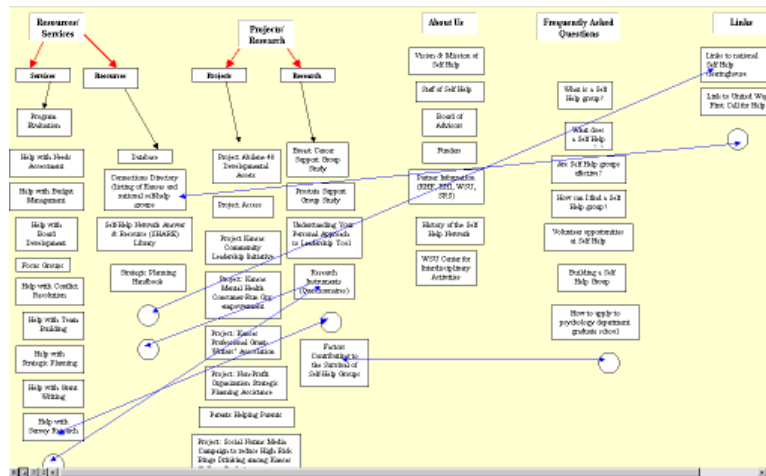 Resources/
Services
Projects/
Research
About Us
Frequently Asked
Questions
Links
Services
Resources
Projects
Research
Program
Evaluation
Help with Needs
Assessment
Help with Budget
Management
Help with
Board
Development
Focus Groups
Help with Conflict
Resolution
Help with Team
Building
Help with
Strategic Planning
Help with Grant
Writing
Help with
Survey Research
Database
Connections Directory
(listing of Kansas and
national self-help
groups
Self-Help Network Answer
& Resource (SHARK)
Library
Strategic Planning
Handbook
Project Abilene 40
Developmental
Assets
Project Access
Project Kansas
Community
Leadership Initiative
Project: Kansas
Mental Health
Consumer-Run Org
empowerment
Project: Kansas
Professional Group
Writers' Association
Project: Non-Profit
Organization Strategic
Planning Assistance
Parents Helping Parents
Project: Social Norms Media
Campaign to reduce High Risk
Binge Drinking among Kansas
Breast Cancer
Support Group
Study
Prostate Support
Group Study
Understanding Your
Personal Approach
to Leadership Tool
Research
Instruments
(Questionnaires)
Factors
Contributing to
the Survival of
Self-Help Groups
Vision & Mission of
Self Help
Staff of Self Help
Board of
Advisors
Funders
Partner Information
WSU,
History of the
Self Help Network
WSU Center for
Interdisciplinary
Activities
What is a Self
Help group?
What does
a Self Help
Are Self Help groups
effective?
How can I find a Self
Help group?
Volunteer opportunities
at Self Help
Building a Self
Help Group
How to apply to
psychology department
graduate school
Links to national
Self Help
clearinghouse
Link to United Way
First Call for Help